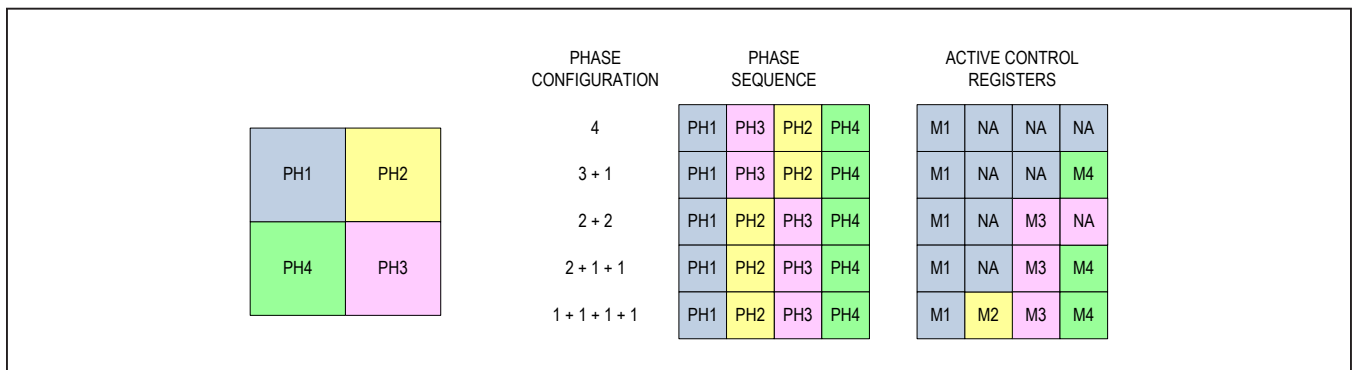 PHASE CONFIGURATION PHASE SEQUENCE ACTIVE CONTROL REGISTERS
4 PH1 PH3 PH2 PH4 M1 NA NA NA
3 + 1 PH1 PH3 PH2 PH4 M1 NA NA M4
2 + 2 PH1 PH2 PH3 PH4 M1 NA M3 NA
2 + 1 + 1 PH1 PH2 PH3 PH4 M1 NA M3 M4
1 + 1 + 1 + 1 PH1 PH2 PH3 PH4 M1 M2 M3 M4
PH1 PH2
PH4 PH3